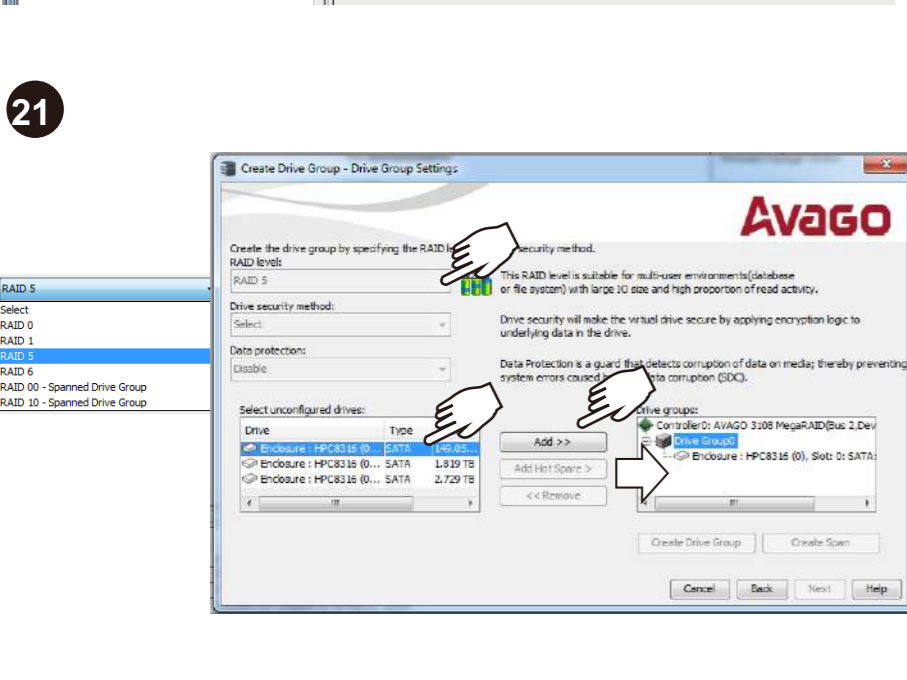 21
Create Drive Group - Drive Group Settings
Avago
Create the drive group by specifying the RAID security method.
RAID level:
RAID 5
This RAID level is suitable for multi-user environments(database
or file system) with large IO size and high proportion of read activity.
Drive security method:
Select
Drive security will make the virtual drive secure by applying encryption logic to
underlying data in the drive.
Data protection:
Disable
Data Protection is a guard that detects corruption of data on media; thereby preventing
system errors caused data corruption (SDC).
RAID 5
Select
RAID 0
RAID 1
RAID 5
RAID 6
RAID 00 - Spanned Drive Group
RAID 10 - Spanned Drive Group
Select unconfigured drives:
Drive Type
Enclosure : HPC8316 (0... SATA 149.05...
Enclosure : HPC8316 (0... SATA 1.819 TB
Enclosure : HPC8316 (0... SATA 2.729 TB
Add >>
Add Hot Spare >
<< Remove
Drive groups:
Controller0: AVAGO 3108 MegaRAID(Bus 2,Dev
Drive Group0
Enclosure : HPC8316 (0), Slot: 0: SATA:
Create Drive Group Create Span
Cancel Back Next Help